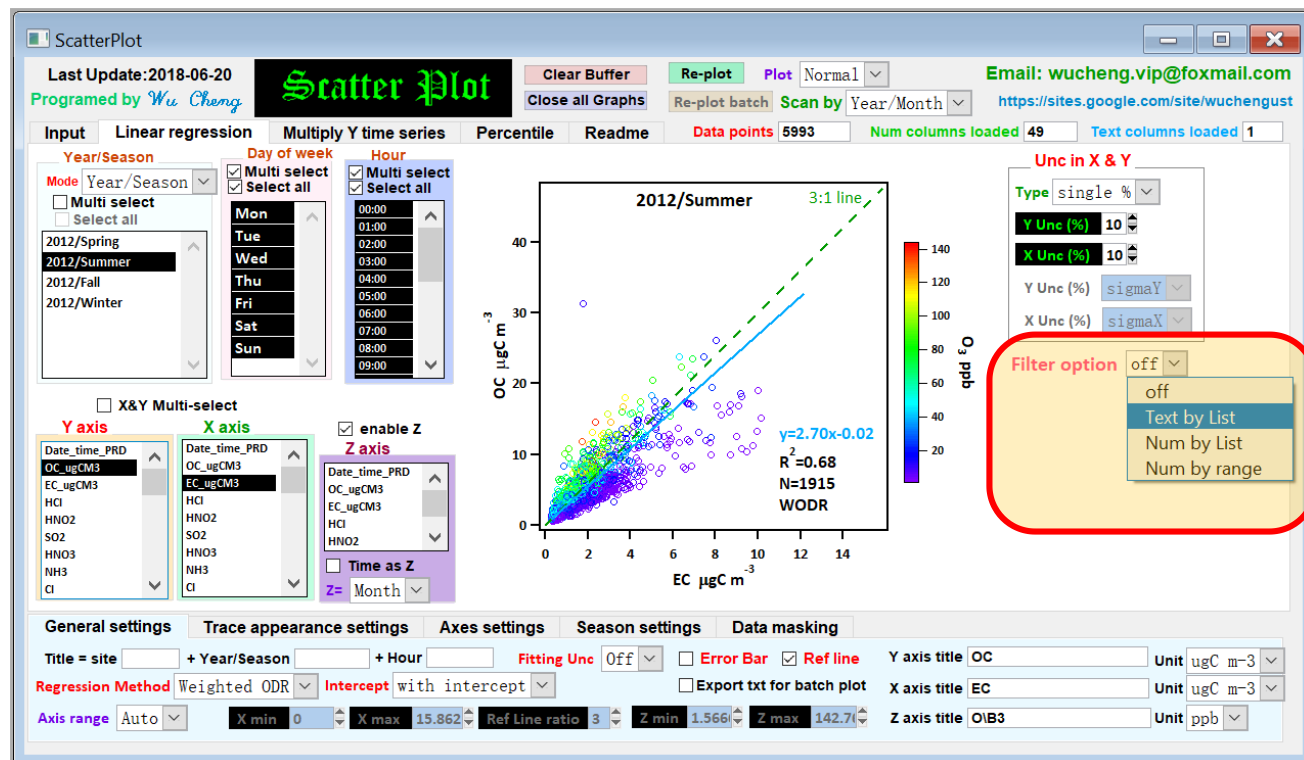 ScatterPlot
Last Update:2018-06-20
Programed by Wu Cheng
Scatter Plot
Clear Buffer
Close all Graphs
Re-plot
Re-plot batch
Plot Normal
Scan by Year/Month
Email: wucheng.vip@foxmail.com
https://sites.google.com/site/wuchengust
Input Linear regression Multiply Y time series Percentile Readme
Data points 5993 Num columns loaded 49 Text columns loaded 1
Year/Season
Mode Year/Season
Multi select
Select all
2012/Spring
2012/Summer
2012/Fall
2012/Winter
Day of week
Multi select
Select all
Mon
Tue
Wed
Thu
Fri
Sat
Sun
Hour
Multi select
Select all
00:00
01:00
02:00
03:00
04:00
05:00
06:00
07:00
08:00
09:00
X&Y Multi-select
Y axis
Date_time_PRD
OC_ugCM3
EC_ugCM3
HCl
HNO2
SO2
HNO3
NH3
Cl
X axis
Date_time_PRD
OC_ugCM3
EC_ugCM3
HCl
HNO2
SO2
HNO3
NH3
Cl
enable Z
Z axis
Date_time_PRD
OC_ugCM3
EC_ugCM3
HCl
HNO2
Time as Z
Z= Month
2012/Summer
3:1 line
40
30
20
10
0
OC µgC m-3
0 2 4 6 8 10 12 14
EC µgC m-3
y=2.70x-0.02
R2=0.68
N=1915
WODR
140
120
100
80
60
40
20
O3 ppb
Unc in X & Y
Type single %
Y Unc (%) 10
X Unc (%) 10
Y Unc (%) sigmaY
X Unc (%) sigmaX
Filter option off
off
Text by List
Num by List
Num by range
General settings Trace appearance settings Axes settings Season settings Data masking
Title = site + Year/Season + Hour Fitting Unc Off Error Bar Ref line Y axis title OC Unit ugC m-3
Regression Method Weighted ODR Intercept with intercept Export txt for batch plot X axis title EC Unit ugC m-3
Axis range Auto X min 0 X max 15.862 Ref Line ratio 3 Z min 1.566 Z max 142.7 Z axis title O\B3 Unit ppb